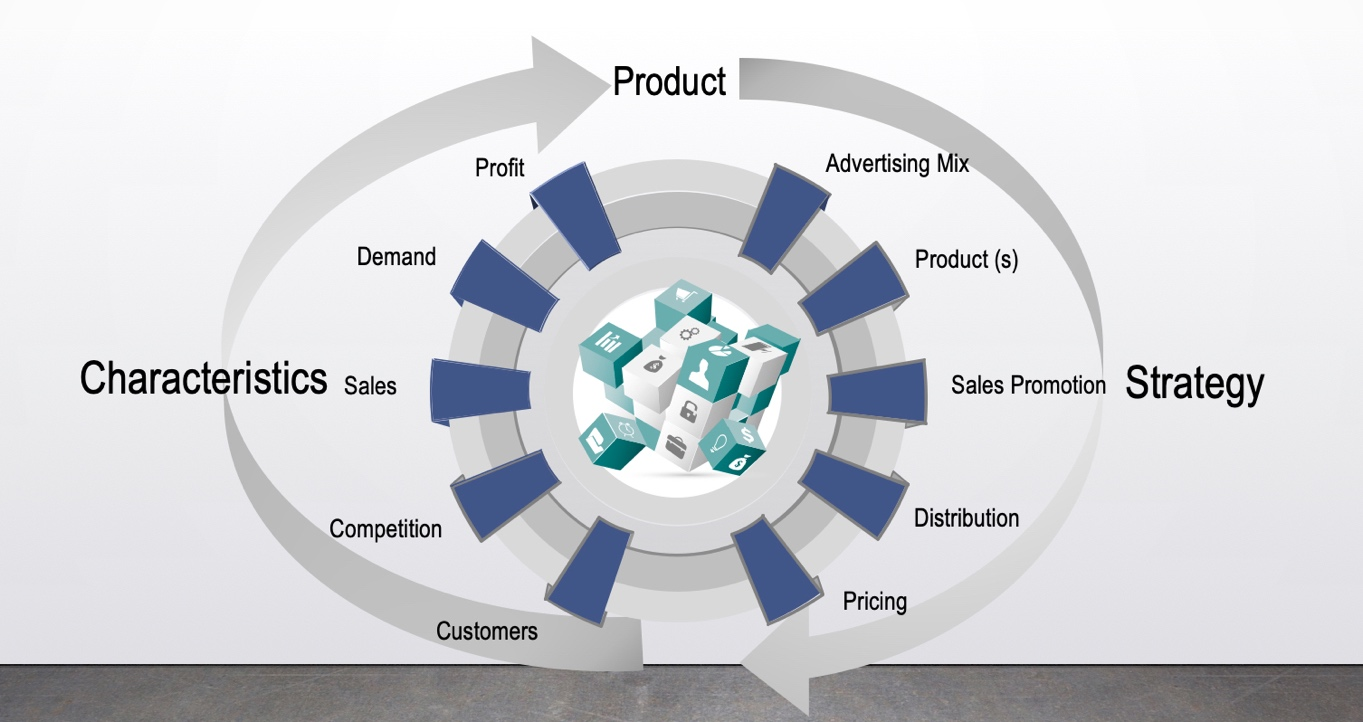 Product
Profit
Advertising Mix
Demand
Product (s)
Characteristics
Sales
Sales Promotion
Strategy
Competition
Distribution
Pricing
Customers